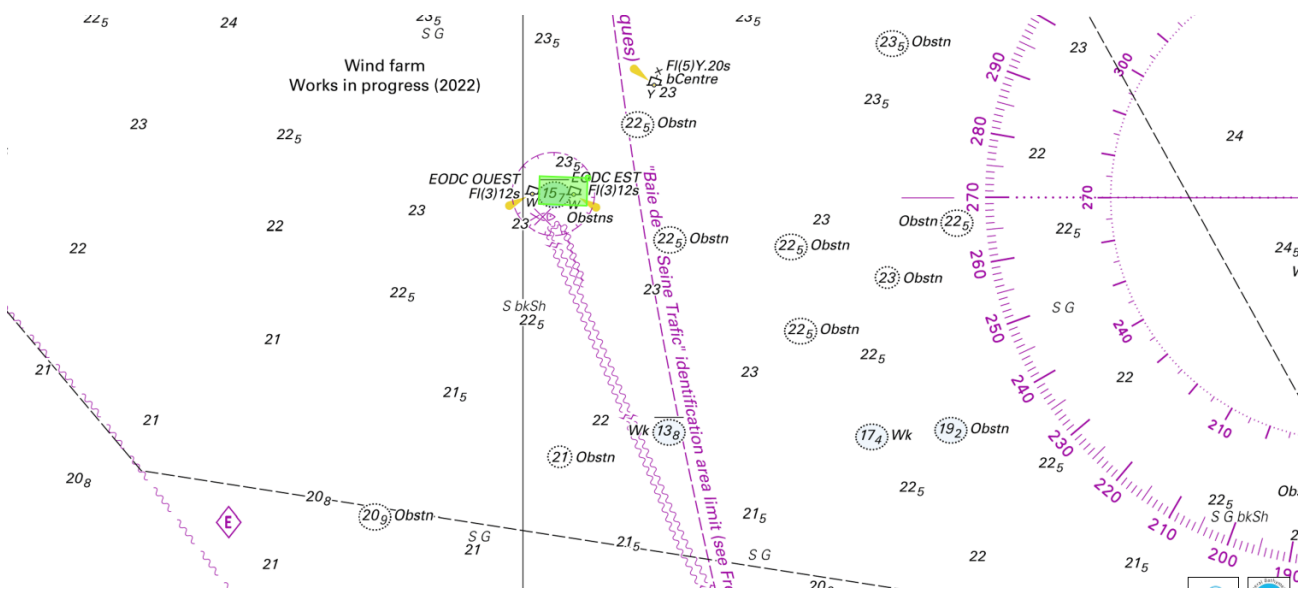 22₅
24
23₅
S G
23₅
23₅
ques)
Wind farm
Works in progress (2022)
Fl(5)Y.20s
bCentre
Y 23
23₅ Obstn
23
300
290
23₅
23
22₅
22₅ Obstn
280
22
24
23₅
EODC OUEST
EODC EST
Fl(3)12s
15₇
Fl(3)12s
W
W
Obstns
270
270
23
22
23
23
Obstn 22₅
22₅
22
22₅ Obstn
22₅ Obstn
24₅
260
23 Obstn
22₅
23
"Baie de Seine Trafic" identification area limit (see Fr
S bkSh
22₅
S G
250
240
22₅ Obstn
21
22₅
21
23
22
240
21₅
21
22
Wk 13₈
17₄ Wk
19₂ Obstn
230
210
21 Obstn
22₅
20₈
220
22₅
20₈
22₅
S G bkSh
20₉ Obstn
E
21₅
210
200
S G
21
21₅
S G
22
21₅
21
190